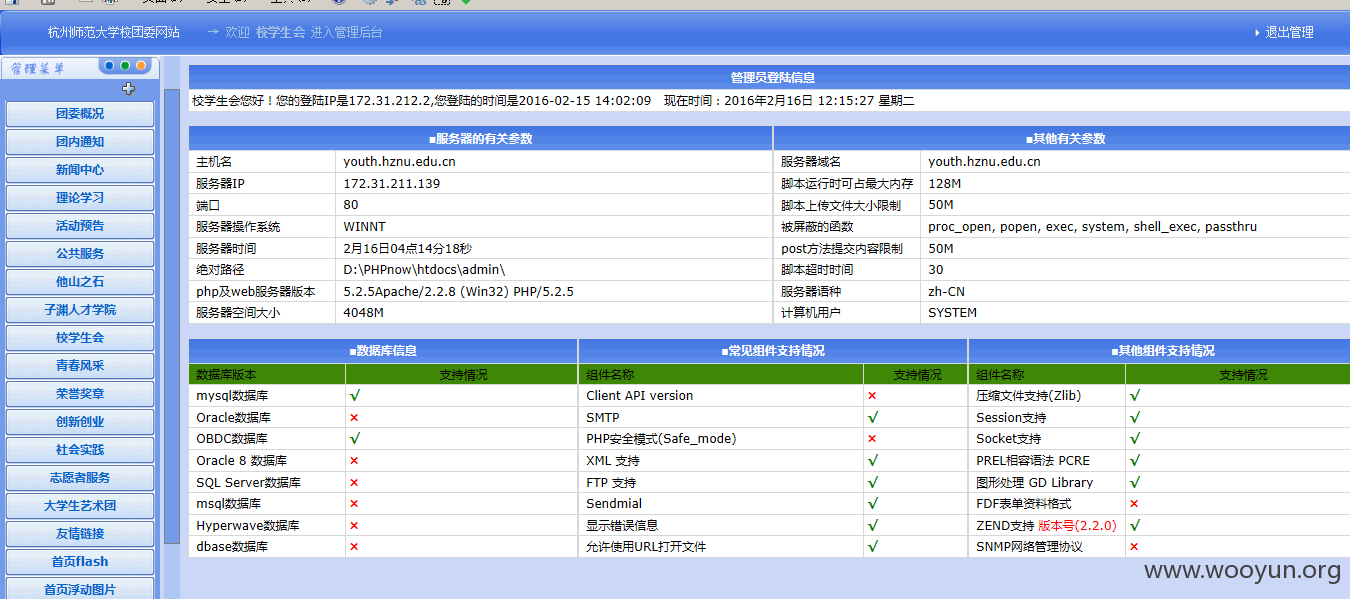 杭州师范大学校团委网站 → 欢迎 校学生会 进入管理后台 退出管理
管理菜单
团委概况
团内通知
新闻中心
理论学习
活动预告
公共服务
他山之石
子渊人才学院
校学生会
青春风采
荣誉奖章
创新创业
社会实践
志愿者服务
大学生艺术团
友情链接
首页flash
首页浮动图片
管理员登陆信息
校学生会您好！您的登陆IP是172.31.212.2,您登陆的时间是2016-02-15 14:02:09 现在时间：2016年2月16日 12:15:27 星期二
■服务器的有关参数 ■其他有关参数
主机名 youth.hznu.edu.cn 服务器域名 youth.hznu.edu.cn
服务器IP 172.31.211.139 脚本运行时可占最大内存 128M
端口 80 脚本上传文件大小限制 50M
服务器操作系统 WINNT 被屏蔽的函数 proc_open, popen, exec, system, shell_exec, passthru
服务器时间 2月16日04点14分18秒 post方法提交内容限制 50M
绝对路径 D:\PHPnow\htdocs\admin\ 脚本超时时间 30
php及web服务器版本 5.2.5Apache/2.2.8 (Win32) PHP/5.2.5 服务器语种 zh-CN
服务器空间大小 4048M 计算机用户 SYSTEM
■数据库信息 ■常见组件支持情况 ■其他组件支持情况
数据库版本 支持情况 组件名称 支持情况 组件名称 支持情况
mysql数据库 √ Client API version × 压缩文件支持(Zlib) √
Oracle数据库 × SMTP √ Session支持 √
OBDC数据库 √ PHP安全模式(Safe_mode) × Socket支持 √
Oracle 8 数据库 × XML 支持 √ PREL相容语法 PCRE √
SQL Server数据库 × FTP 支持 √ 图形处理 GD Library √
msql数据库 × Sendmial √ FDF表单资料格式 ×
Hyperwave数据库 × 显示错误信息 √ ZEND支持 版本号(2.2.0) √
dbase数据库 × 允许使用URL打开文件 √ SNMP网络管理协议 ×
www.wooyun.org